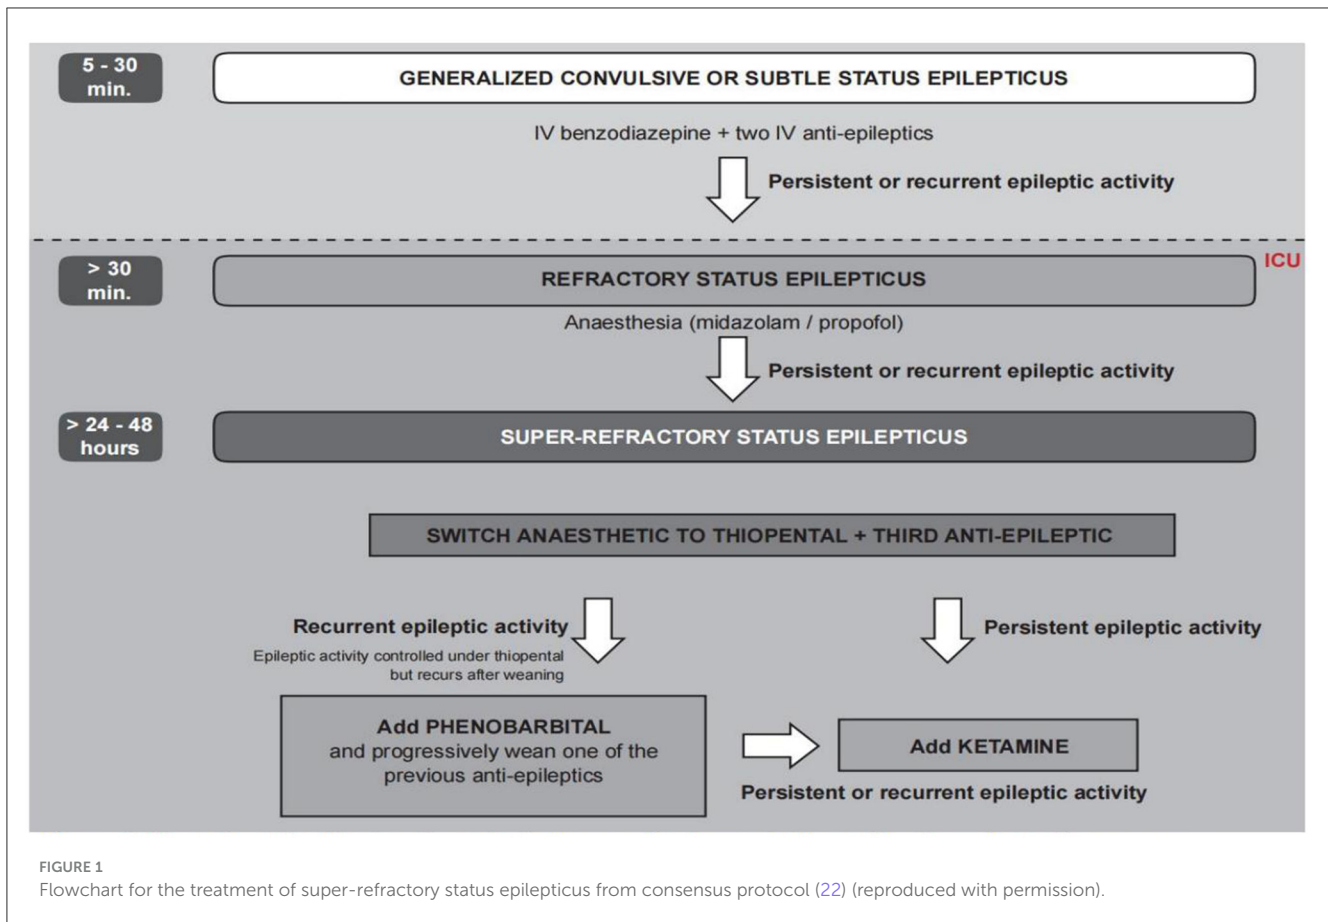 5 - 30
min.
GENERALIZED CONVULSIVE OR SUBTLE STATUS EPILEPTICUS
IV benzodiazepine + two IV anti-epileptics
Persistent or recurrent epileptic activity
> 30
min.
REFRACTORY STATUS EPILEPTICUS
ICU
Anaesthesia (midazolam / propofol)
Persistent or recurrent epileptic activity
> 24 - 48
hours
SUPER-REFRACTORY STATUS EPILEPTICUS
SWITCH ANAESTHETIC TO THIOPENTAL + THIRD ANTI-EPILEPTIC
Recurrent epileptic activity
Epileptic activity controlled under thiopental
but recurs after weaning
Persistent epileptic activity
Add PHENOBARBITAL
and progressively wean one of the
previous anti-epileptics
Add KETAMINE
Persistent or recurrent epileptic activity
FIGURE 1
Flowchart for the treatment of super-refractory status epilepticus from consensus protocol (22) (reproduced with permission).